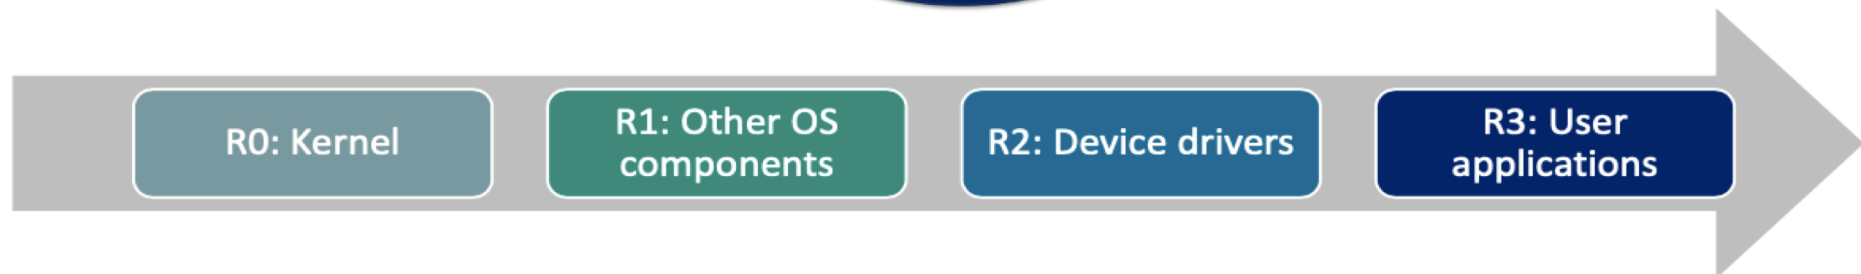 R0: Kernel
R1: Other OS
components
R2: Device drivers
R3: User
applications